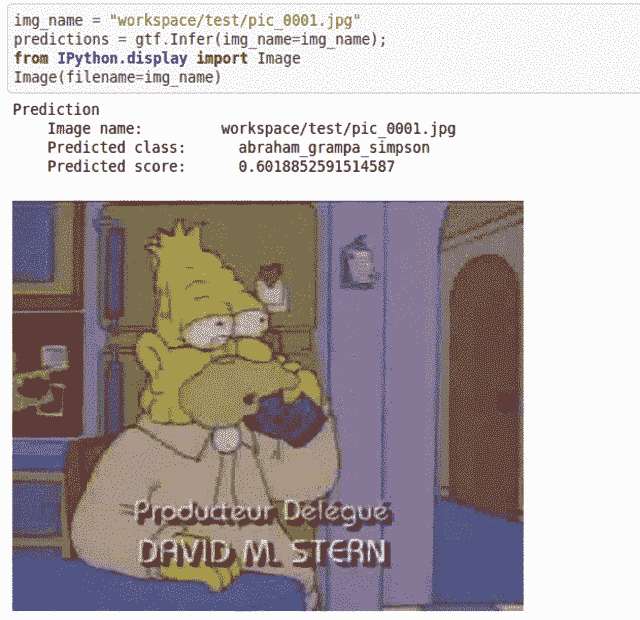 img_name = "workspace/test/pic_0001.jpg"
predictions = gtf.Infer(img_name=img_name);
from IPython.display import Image
Image(filename=img_name)
Prediction
Image name: workspace/test/pic_0001.jpg
Predicted class: abraham_grampa_simpson
Predicted score: 0.6018852591514587
Producteur Délégué
DAVID M. STERN